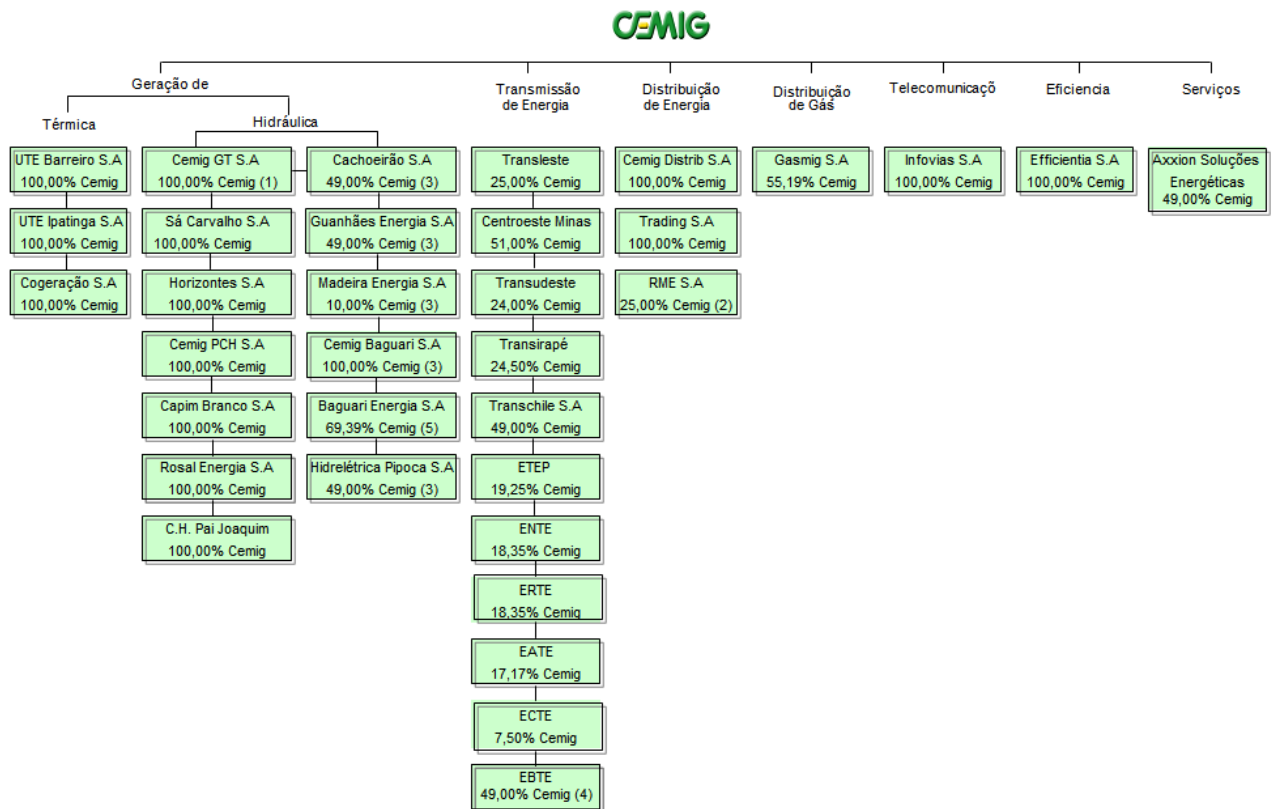 CEMIG
Geração de
Térmica
Hidráulica
Transmissão
de Energia
Distribuição
de Energia
Distribuição
de Gás
Telecomunicaçõ
Eficiencia
Serviços
UTE Barreiro S.A
100,00% Cemig
UTE Ipatinga S.A
100,00% Cemig
Cogeração S.A
100,00% Cemig
Cemig GT S.A
100,00% Cemig (1)
Sá Carvalho S.A
100,00% Cemig
Horizontes S.A
100,00% Cemig
Cemig PCH S.A
100,00% Cemig
Capim Branco S.A
100,00% Cemig
Rosal Energia S.A
100,00% Cemig
C.H. Pai Joaquim
100,00% Cemig
Cachoeirão S.A
49,00% Cemig (3)
Guanhães Energia S.A
49,00% Cemig (3)
Madeira Energia S.A
10,00% Cemig (3)
Cemig Baguari S.A
100,00% Cemig (3)
Baguari Energia S.A
69,39% Cemig (5)
Hidrelétrica Pipoca S.A
49,00% Cemig (3)
Transleste
25,00% Cemig
Centroeste Minas
51,00% Cemig
Transudeste
24,00% Cemig
Transirapé
24,50% Cemig
Transchile S.A
49,00% Cemig
ETEP
19,25% Cemig
ENTE
18,35% Cemig
ERTE
18,35% Cemig
EATE
17,17% Cemig
ECTE
7,50% Cemig
EBTE
49,00% Cemig (4)
Cemig Distrib S.A
100,00% Cemig
Trading S.A
100,00% Cemig
RME S.A
25,00% Cemig (2)
Gasmig S.A
55,19% Cemig
Infovias S.A
100,00% Cemig
Efficientia S.A
100,00% Cemig
Axxion Soluções
Energéticas
49,00% Cemig